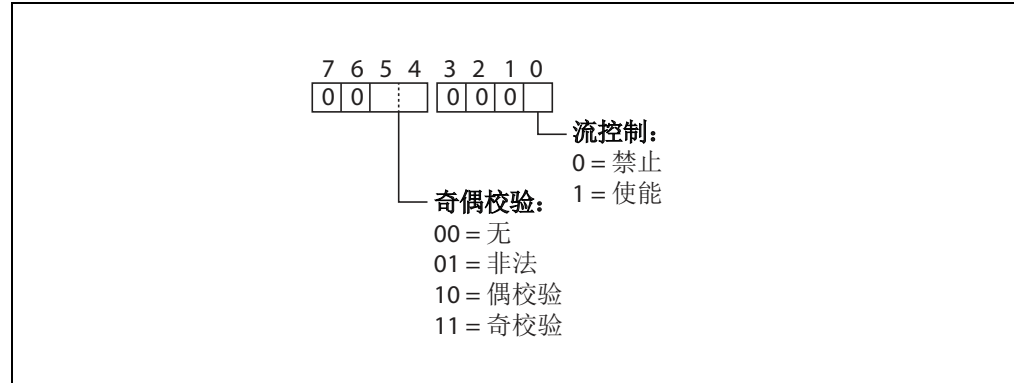 7 6 5 4 3 2 1 0
0 0 0 0 0
流控制：
0 = 禁止
1 = 使能
奇偶校验：
00 = 无
01 = 非法
10 = 偶校验
11 = 奇校验